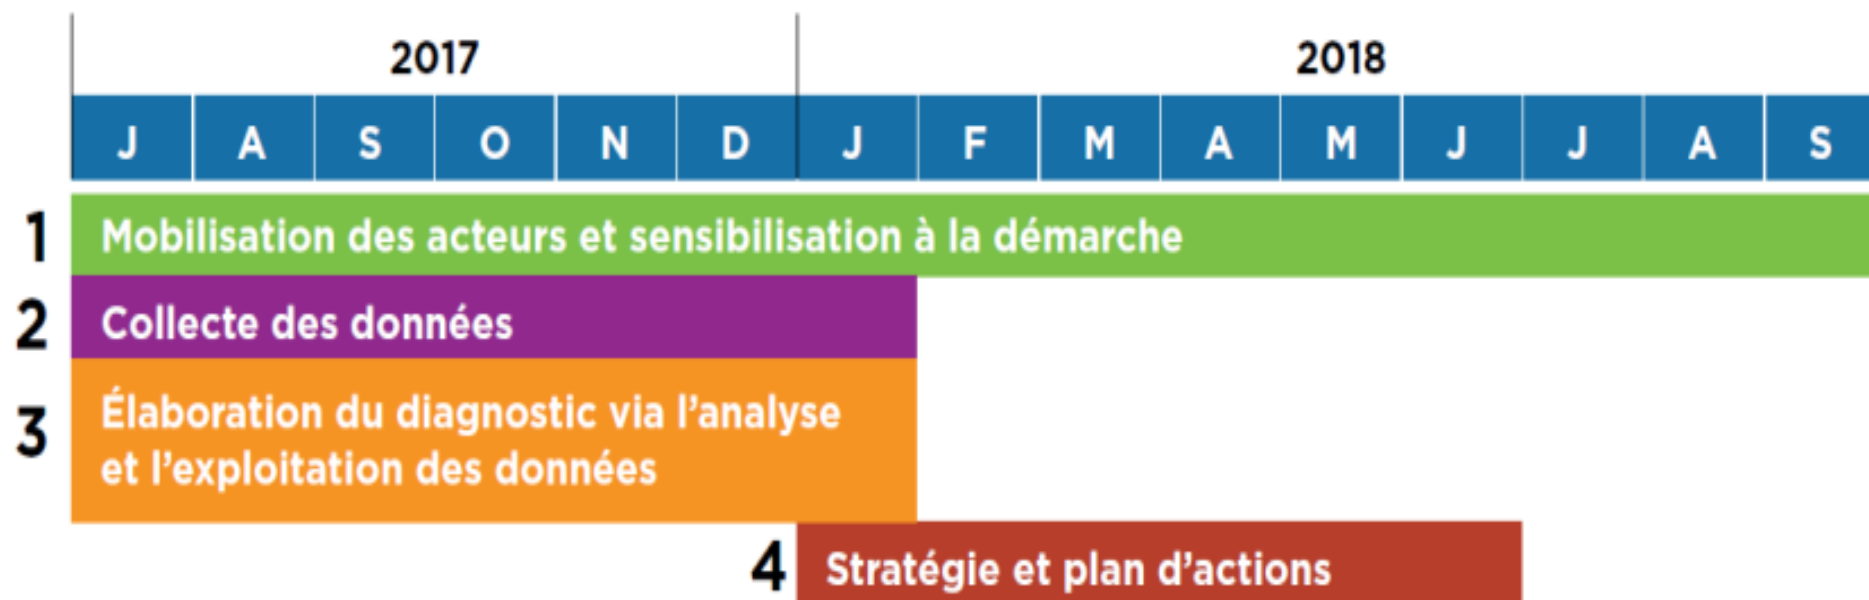 2017 2018
J A S O N D J F M A M J J A S
1 Mobilisation des acteurs et sensibilisation à la démarche
2 Collecte des données
3 Élaboration du diagnostic via l’analyse
et l’exploitation des données
4 Stratégie et plan d’actions